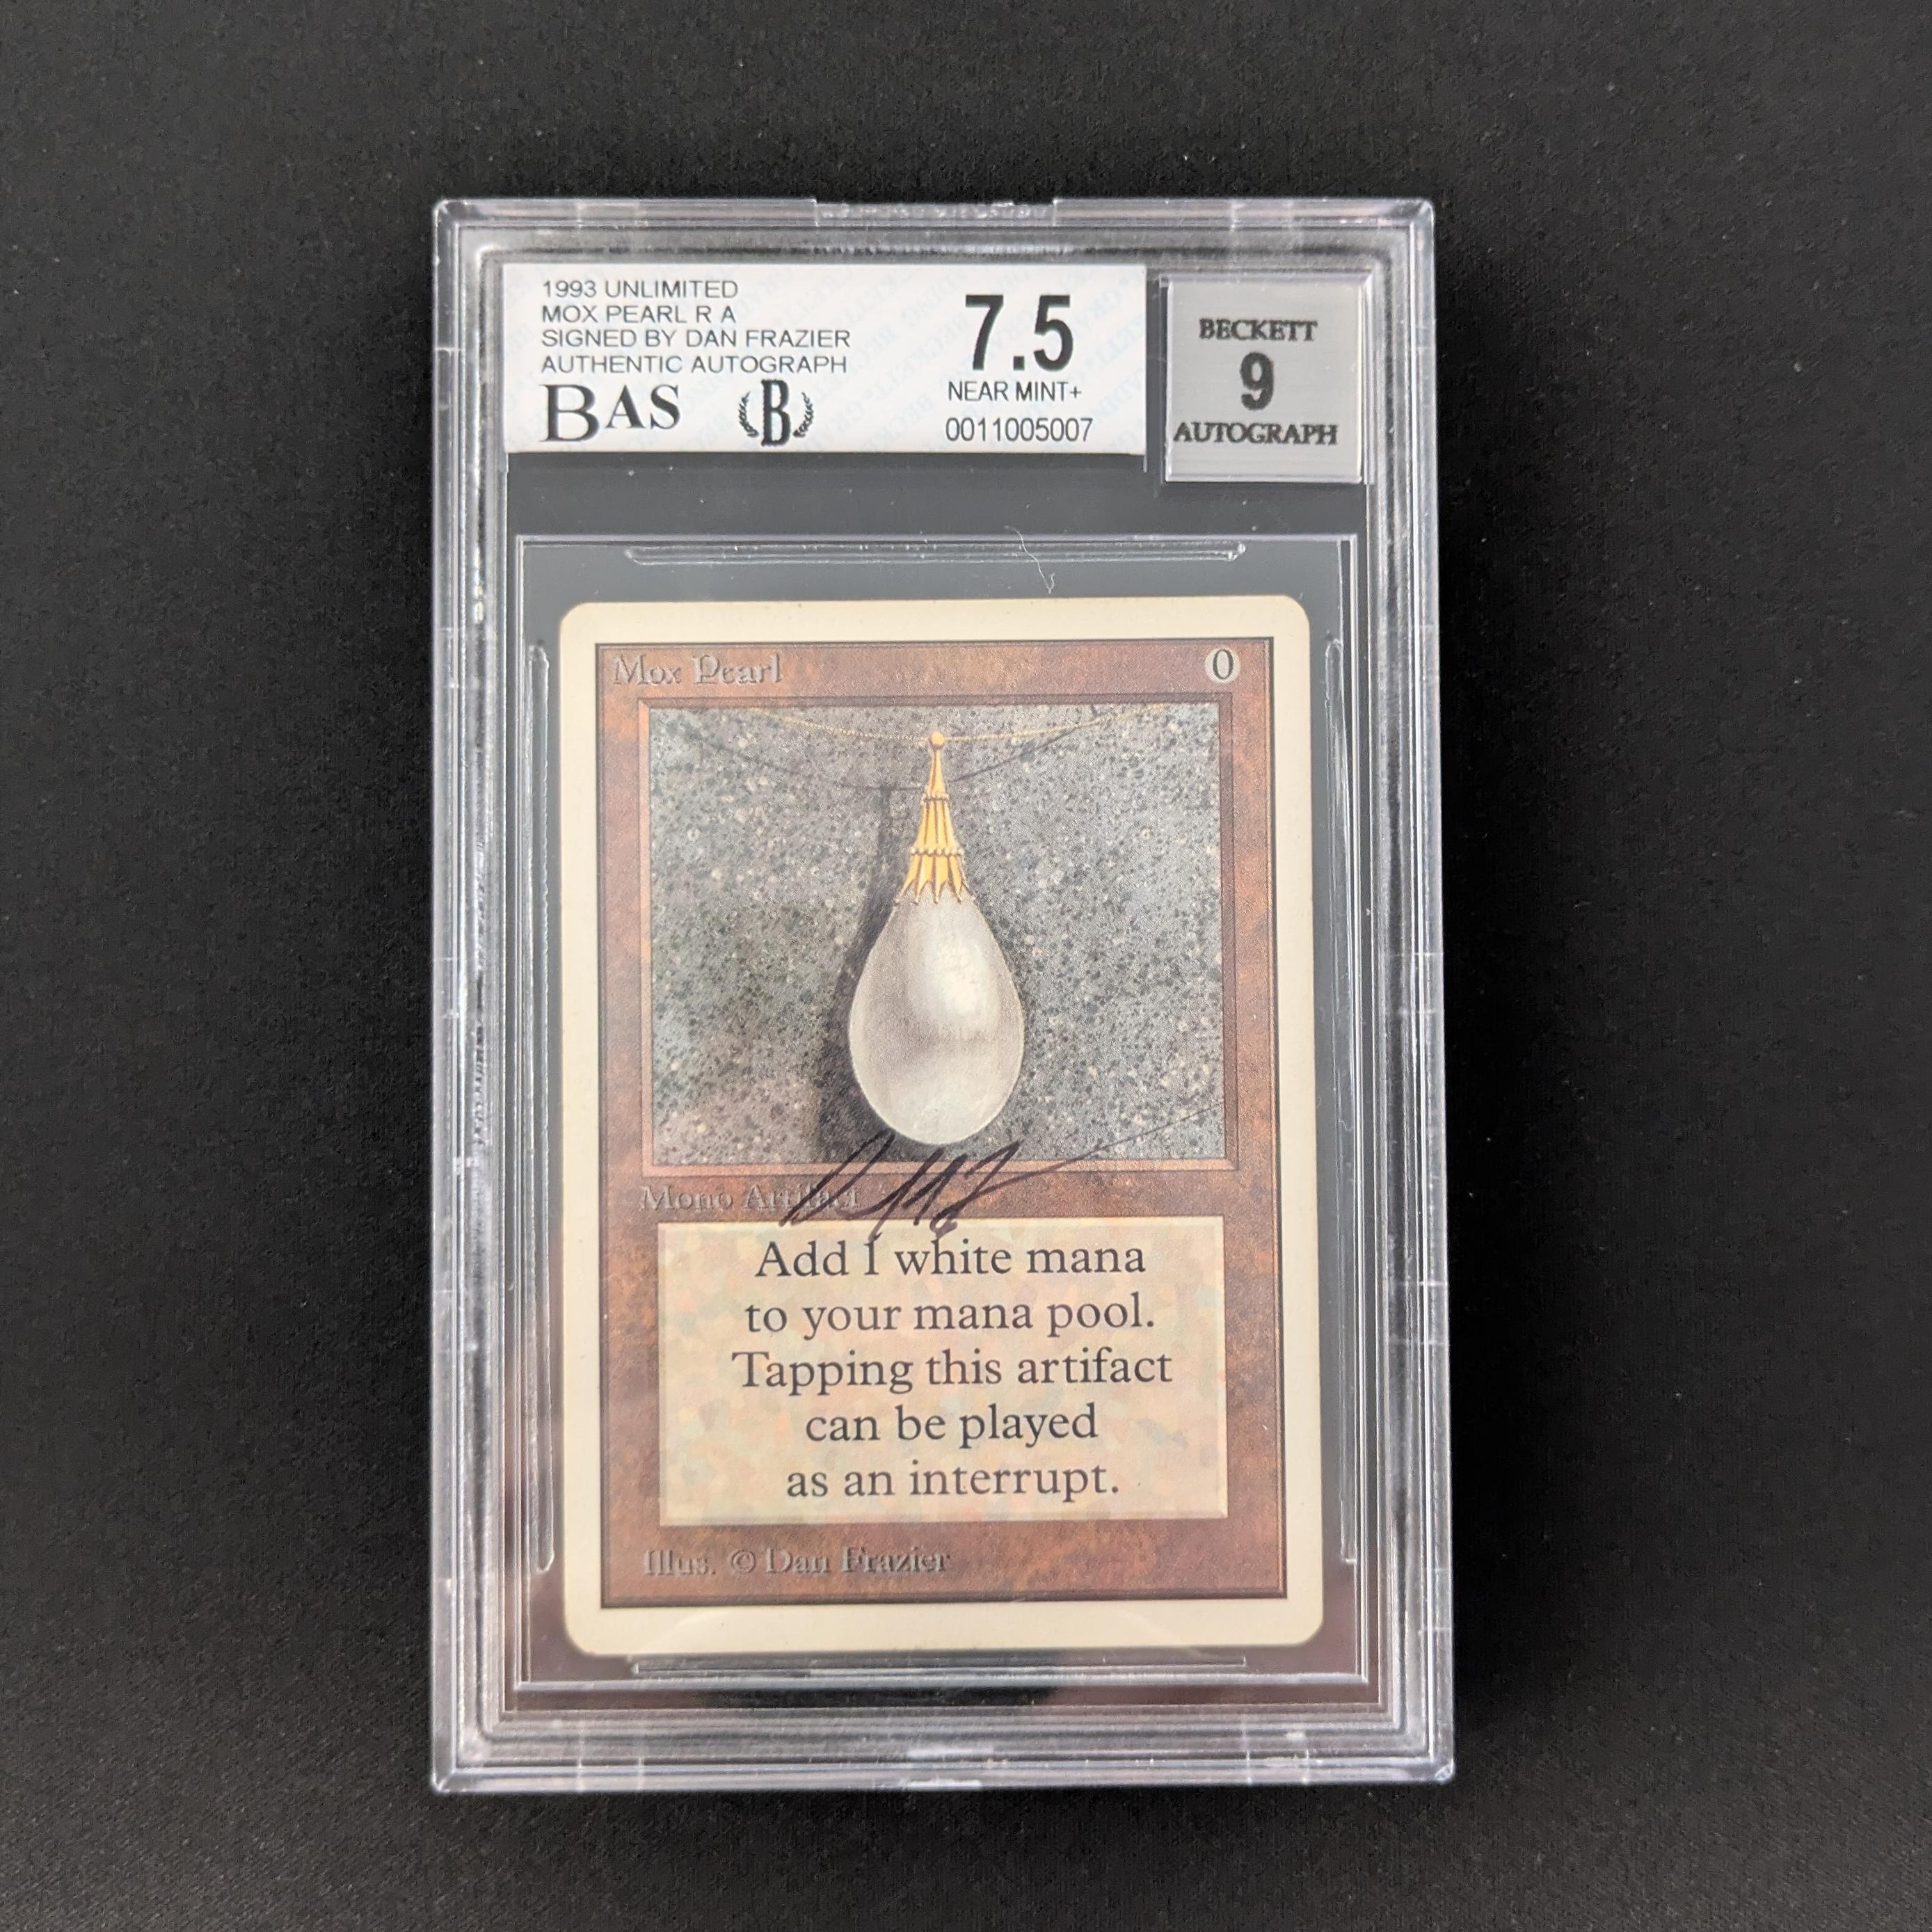 1993 UNLIMITED
MOX PEARL R A
SIGNED BY DAN FRAZIER
AUTHENTIC AUTOGRAPH
BAS B
7.5
NEAR MINT+
0011005007
BECKETT
9
AUTOGRAPH
Mox Pearl 0
Mono Artifact
Add 1 white mana
to your mana pool.
Tapping this artifact
can be played
as an interrupt.
Illus. © Dan Frazier